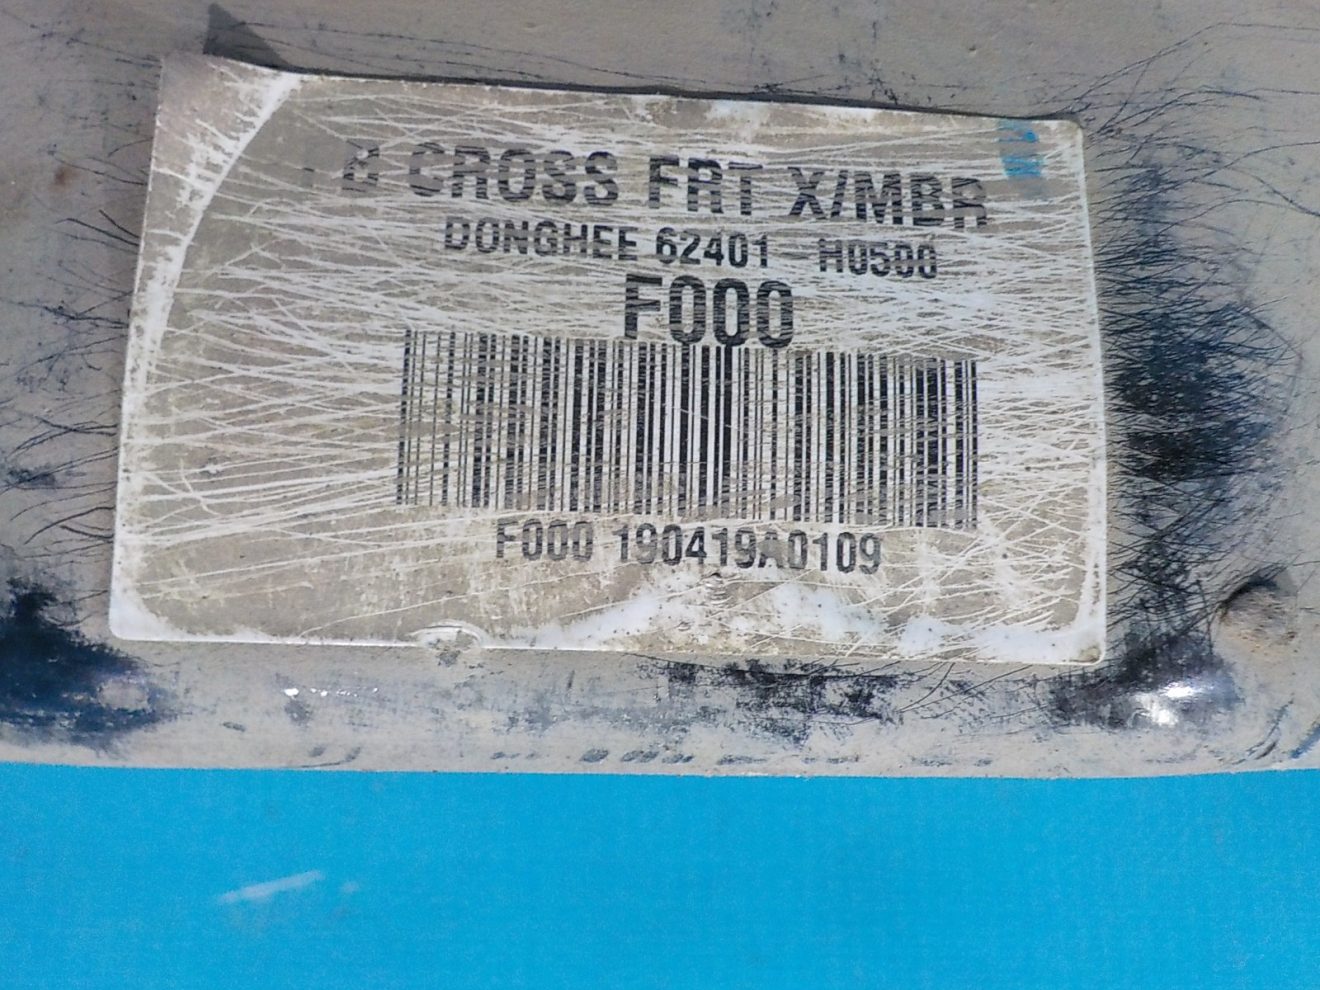 B CROSS FRT X/MBR
DONGHEE 62401-H0500
F000
F000 190419A0109